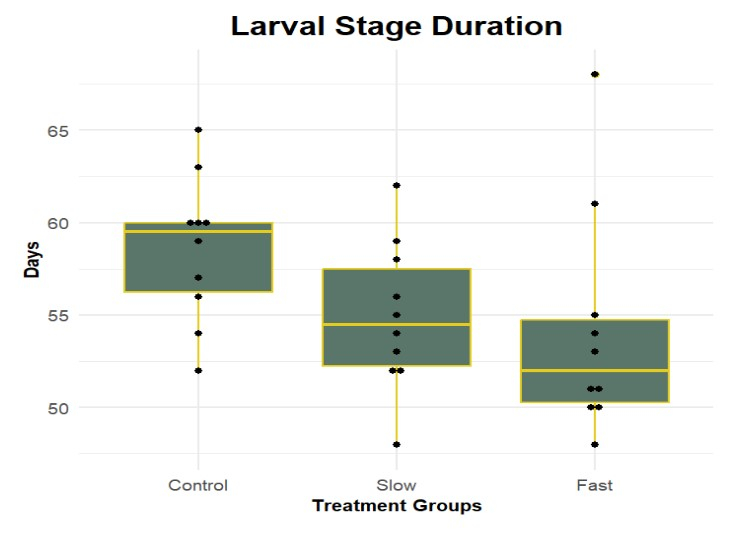 Larval Stage Duration
Days
65
60
55
50
Control Slow Fast
Treatment Groups